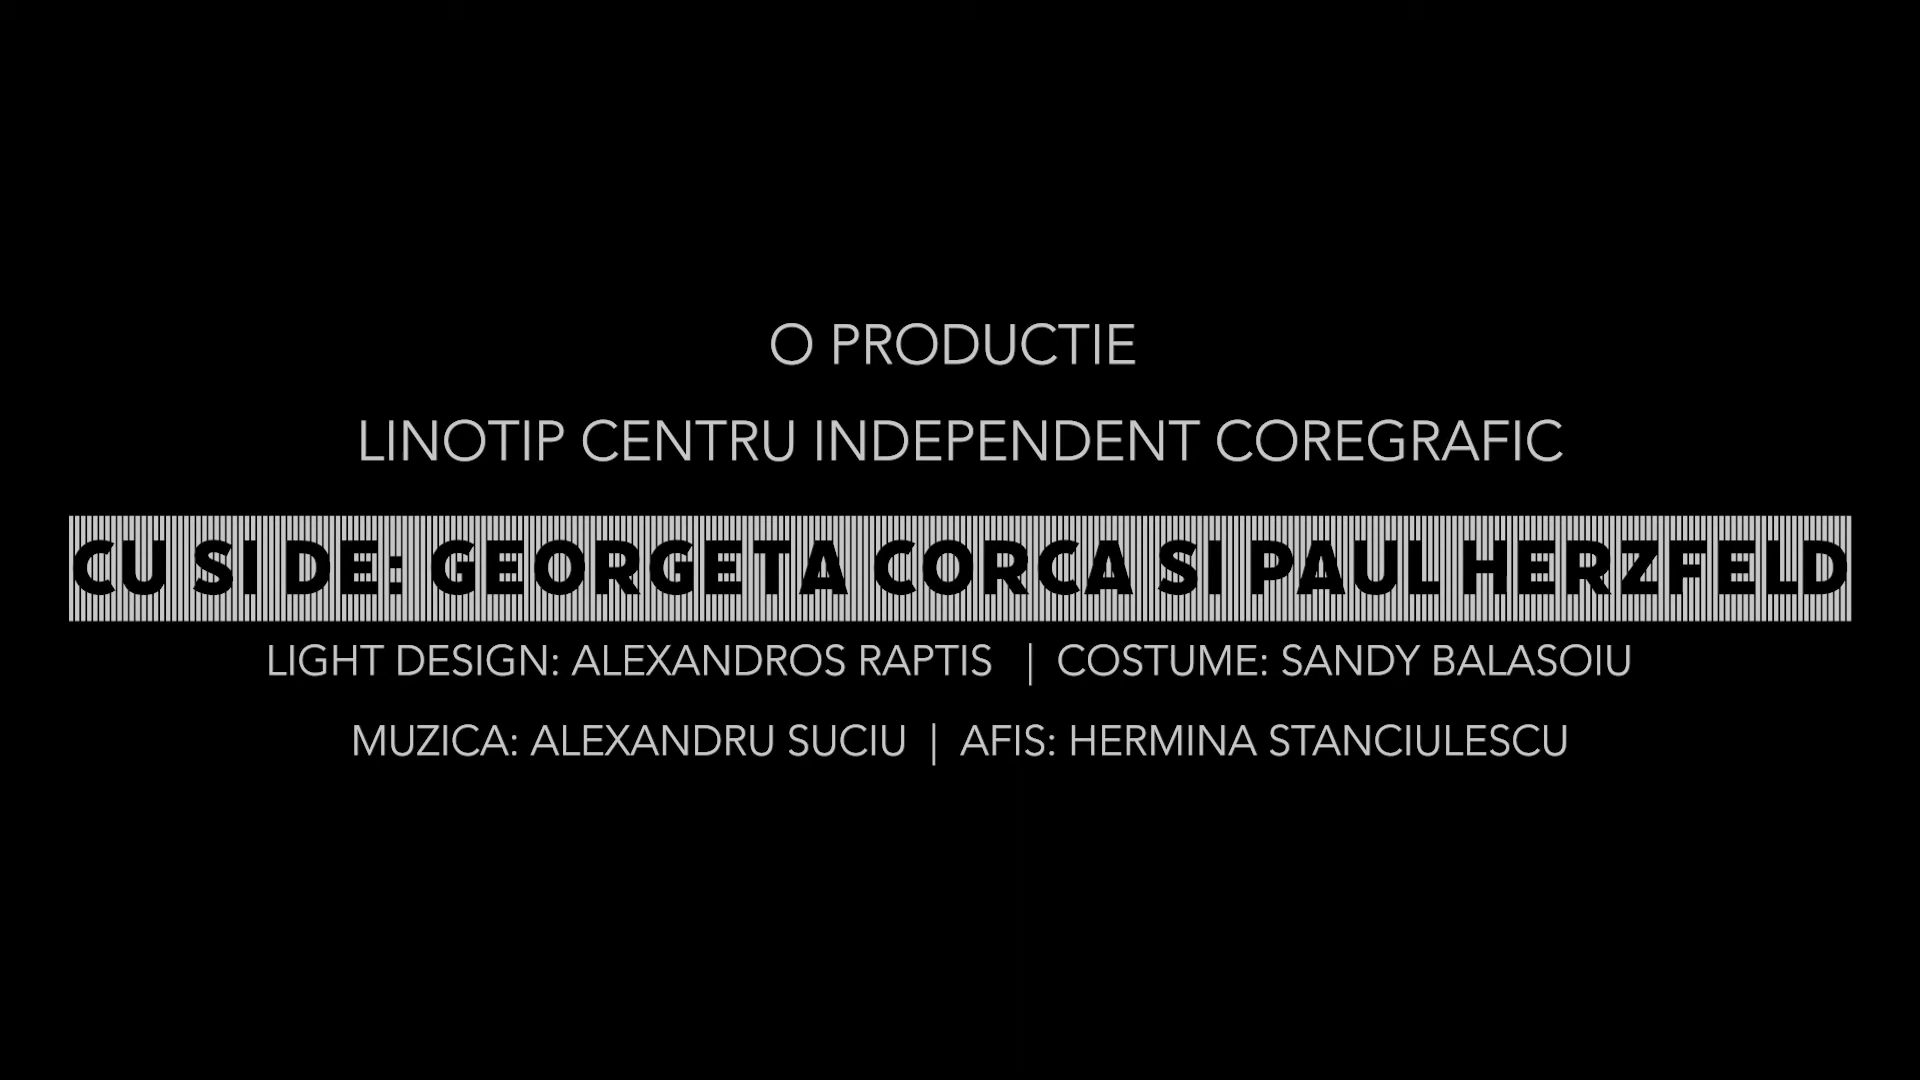 O PRODUCTIE
LINOTIP CENTRU INDEPENDENT COREGRAFIC
CU SI DE: GEORGETA CORCA SI PAUL HERZFELD
LIGHT DESIGN: ALEXANDROS RAPTIS | COSTUME: SANDY BALASOIU
MUZICA: ALEXANDRU SUCIU | AFIS: HERMINA STANCIULESCU